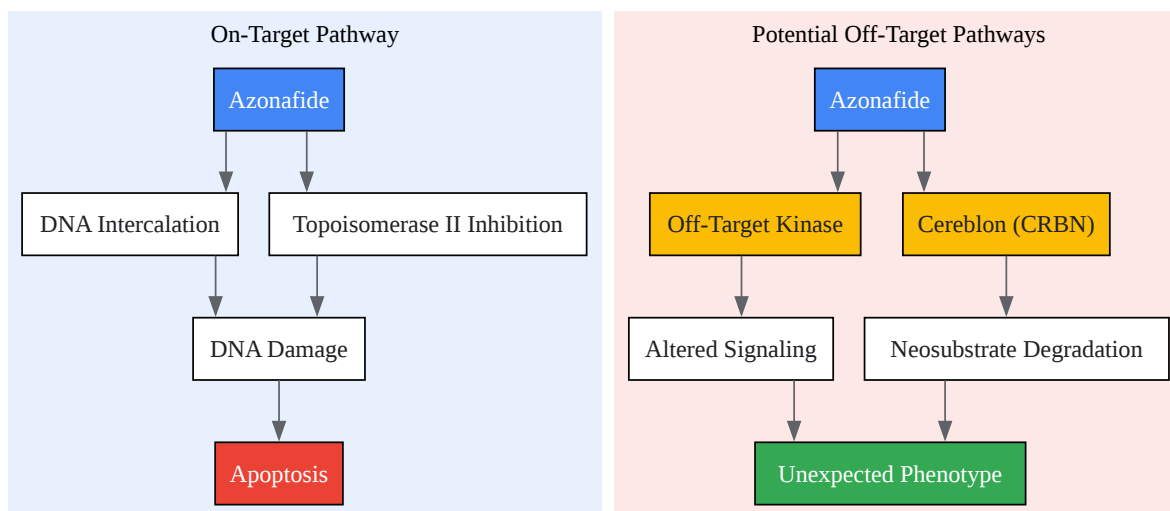 On-Target Pathway
Azonafide
DNA Intercalation
Topoisomerase II Inhibition
DNA Damage
Apoptosis
Potential Off-Target Pathways
Azonafide
Off-Target Kinase
Cereblon (CRBN)
Altered Signaling
Neosubstrate Degradation
Unexpected Phenotype